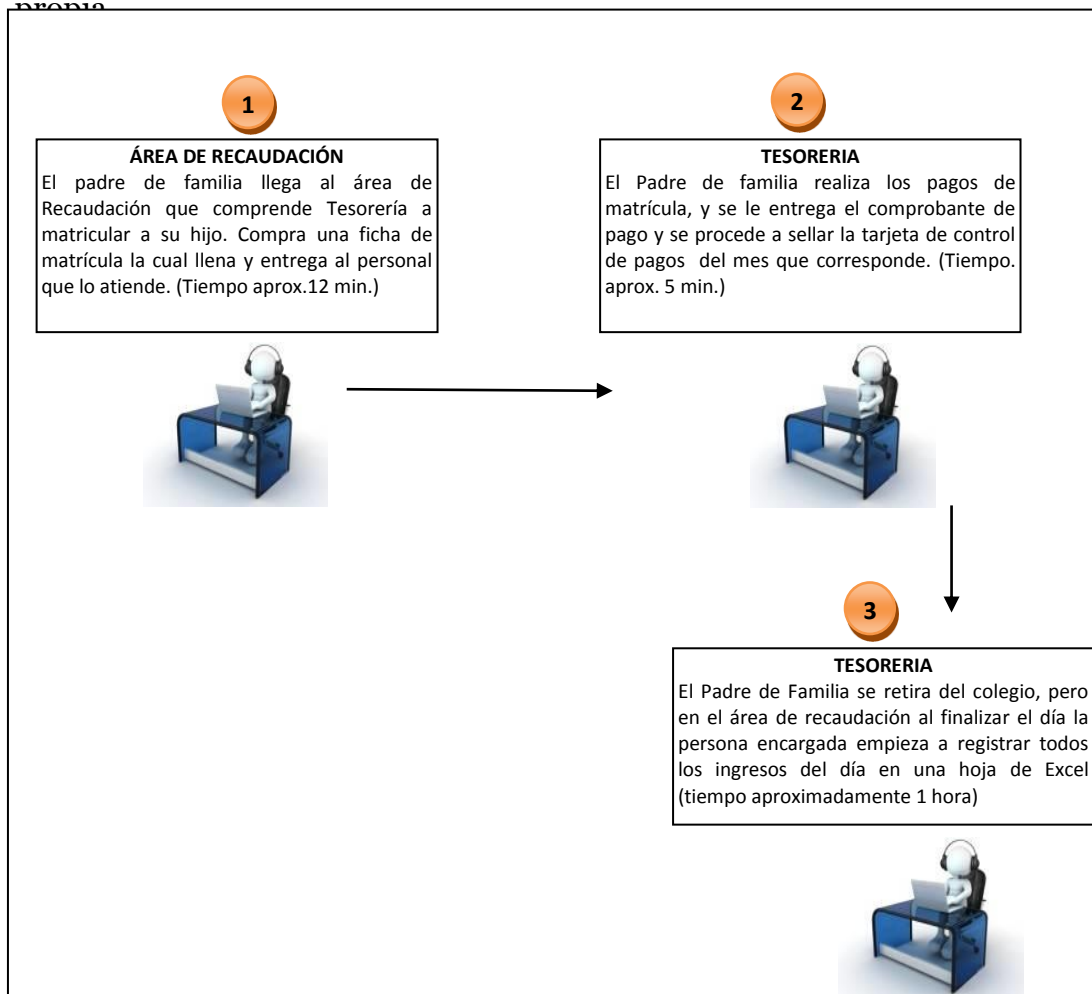 propia
1
ÁREA DE RECAUDACIÓN
El padre de familia llega al área de
Recaudación que comprende Tesorería a
matricular a su hijo. Compra una ficha de
matrícula la cual llena y entrega al personal
que lo atiende. (Tiempo aprox.12 min.)
2
TESORERIA
El Padre de familia realiza los pagos de
matrícula, y se le entrega el comprobante de
pago y se procede a sellar la tarjeta de control
de pagos del mes que corresponde. (Tiempo.
aprox. 5 min.)
3
TESORERIA
El Padre de Familia se retira del colegio, pero
en el área de recaudación al finalizar el día la
persona encargada empieza a registrar todos
los ingresos del día en una hoja de Excel
(tiempo aproximadamente 1 hora)